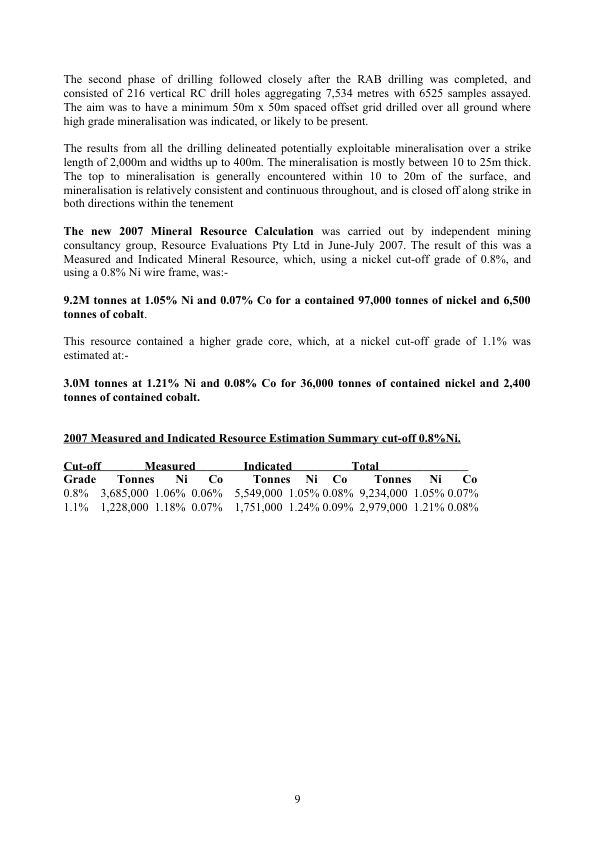 The second phase of drilling followed closely after the RAB drilling was completed, and
consisted of 216 vertical RC drill holes aggregating 7,534 metres with 6525 samples assayed.
The aim was to have a minimum 50m x 50m spaced offset grid drilled over all ground where
high grade mineralisation was indicated, or likely to be present.
The results from all the drilling delineated potentially exploitable mineralisation over a strike
length of 2,000m and widths up to 400m. The mineralisation is mostly between 10 to 25m thick.
The top to mineralisation is generally encountered within 10 to 20m of the surface, and
mineralisation is relatively consistent and continuous throughout, and is closed off along strike in
both directions within the tenement
The new 2007 Mineral Resource Calculation was carried out by independent mining
consultancy group, Resource Evaluations Pty Ltd in June-July 2007. The result of this was a
Measured and Indicated Mineral Resource, which, using a nickel cut-off grade of 0.8%, and
using a 0.8% Ni wire frame, was:-
9.2M tonnes at 1.05% Ni and 0.07% Co for a contained 97,000 tonnes of nickel and 6,500
tonnes of cobalt.
This resource contained a higher grade core, which, at a nickel cut-off grade of 1.1% was
estimated at:-
3.0M tonnes at 1.21% Ni and 0.08% Co for 36,000 tonnes of contained nickel and 2,400
tonnes of contained cobalt.
2007 Measured and Indicated Resource Estimation Summary cut-off 0.8%Ni.
Cut-off Measured Indicated Total
Grade Tonnes Ni Co Tonnes Ni Co Tonnes Ni Co
0.8% 3,685,000 1.06% 0.06% 5,549,000 1.05% 0.08% 9,234,000 1.05% 0.07%
1.1% 1,228,000 1.18% 0.07% 1,751,000 1.24% 0.09% 2,979,000 1.21% 0.08%
9